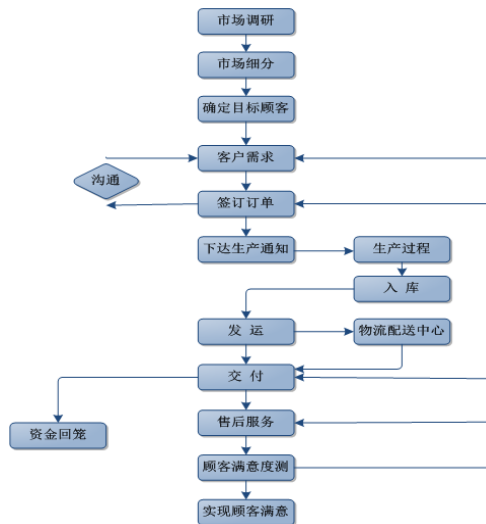 市场调研
市场细分
确定目标顾客
客户需求
沟通
签订订单
下达生产通知
生产过程
入 库
发 运
物流配送中心
交 付
售后服务
资金回笼
顾客满意度测
实现顾客满意